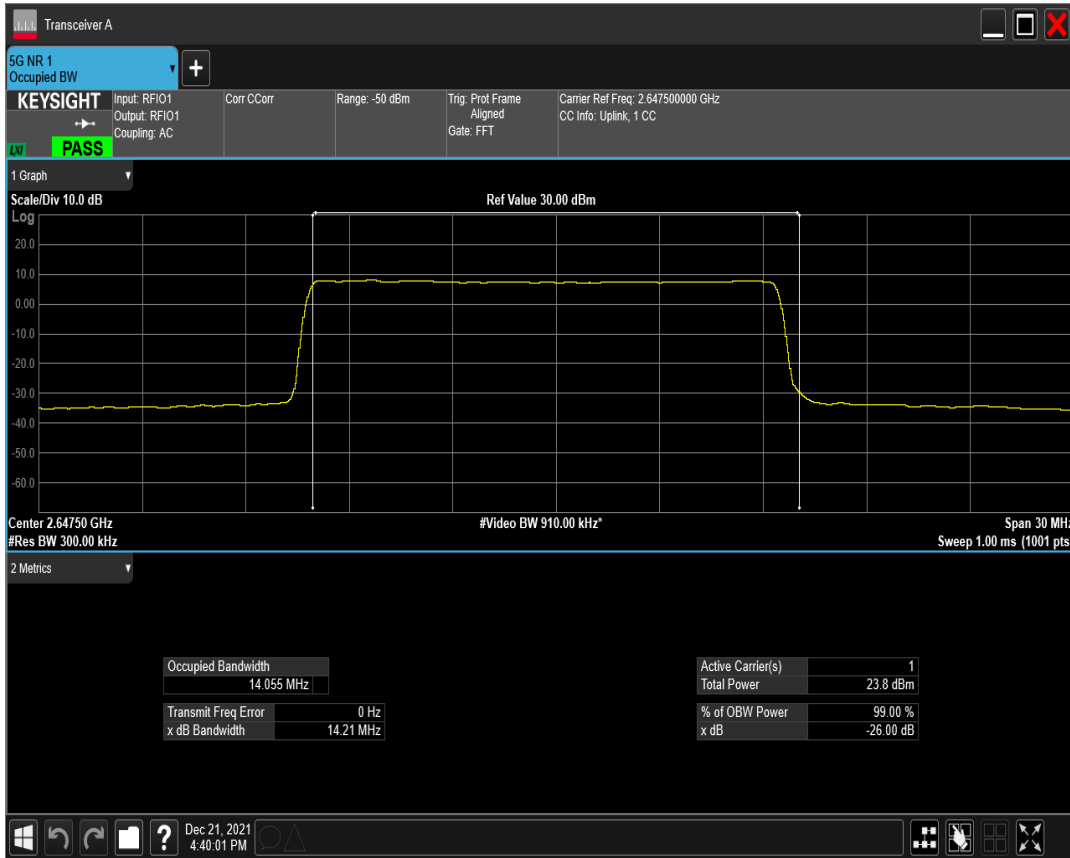 Transceiver A
5G NR 1
Occupied BW
KEYSIGHT
Input: RFIO1
Output: RFIO1
Coupling: AC
Corr CCorr
Range: -50 dBm
Trig: Prot Frame
Aligned
Gate: FFT
Carrier Ref Freq: 2.647500000 GHz
CC Info: Uplink, 1 CC
LXI
PASS
1 Graph
Scale/Div 10.0 dB
Ref Value 30.00 dBm
Log
20.0
10.0
0.00
-10.0
-20.0
-30.0
-40.0
-50.0
-60.0
Center 2.64750 GHz
#Video BW 910.00 kHz*
Span 30 MHz
#Res BW 300.00 kHz
Sweep 1.00 ms (1001 pts
2 Metrics
Occupied Bandwidth
14.055 MHz
Transmit Freq Error 0 Hz
x dB Bandwidth 14.21 MHz
Active Carrier(s) 1
Total Power 23.8 dBm
% of OBW Power 99.00 %
x dB -26.00 dB
?
Dec 21, 2021
4:40:01 PM